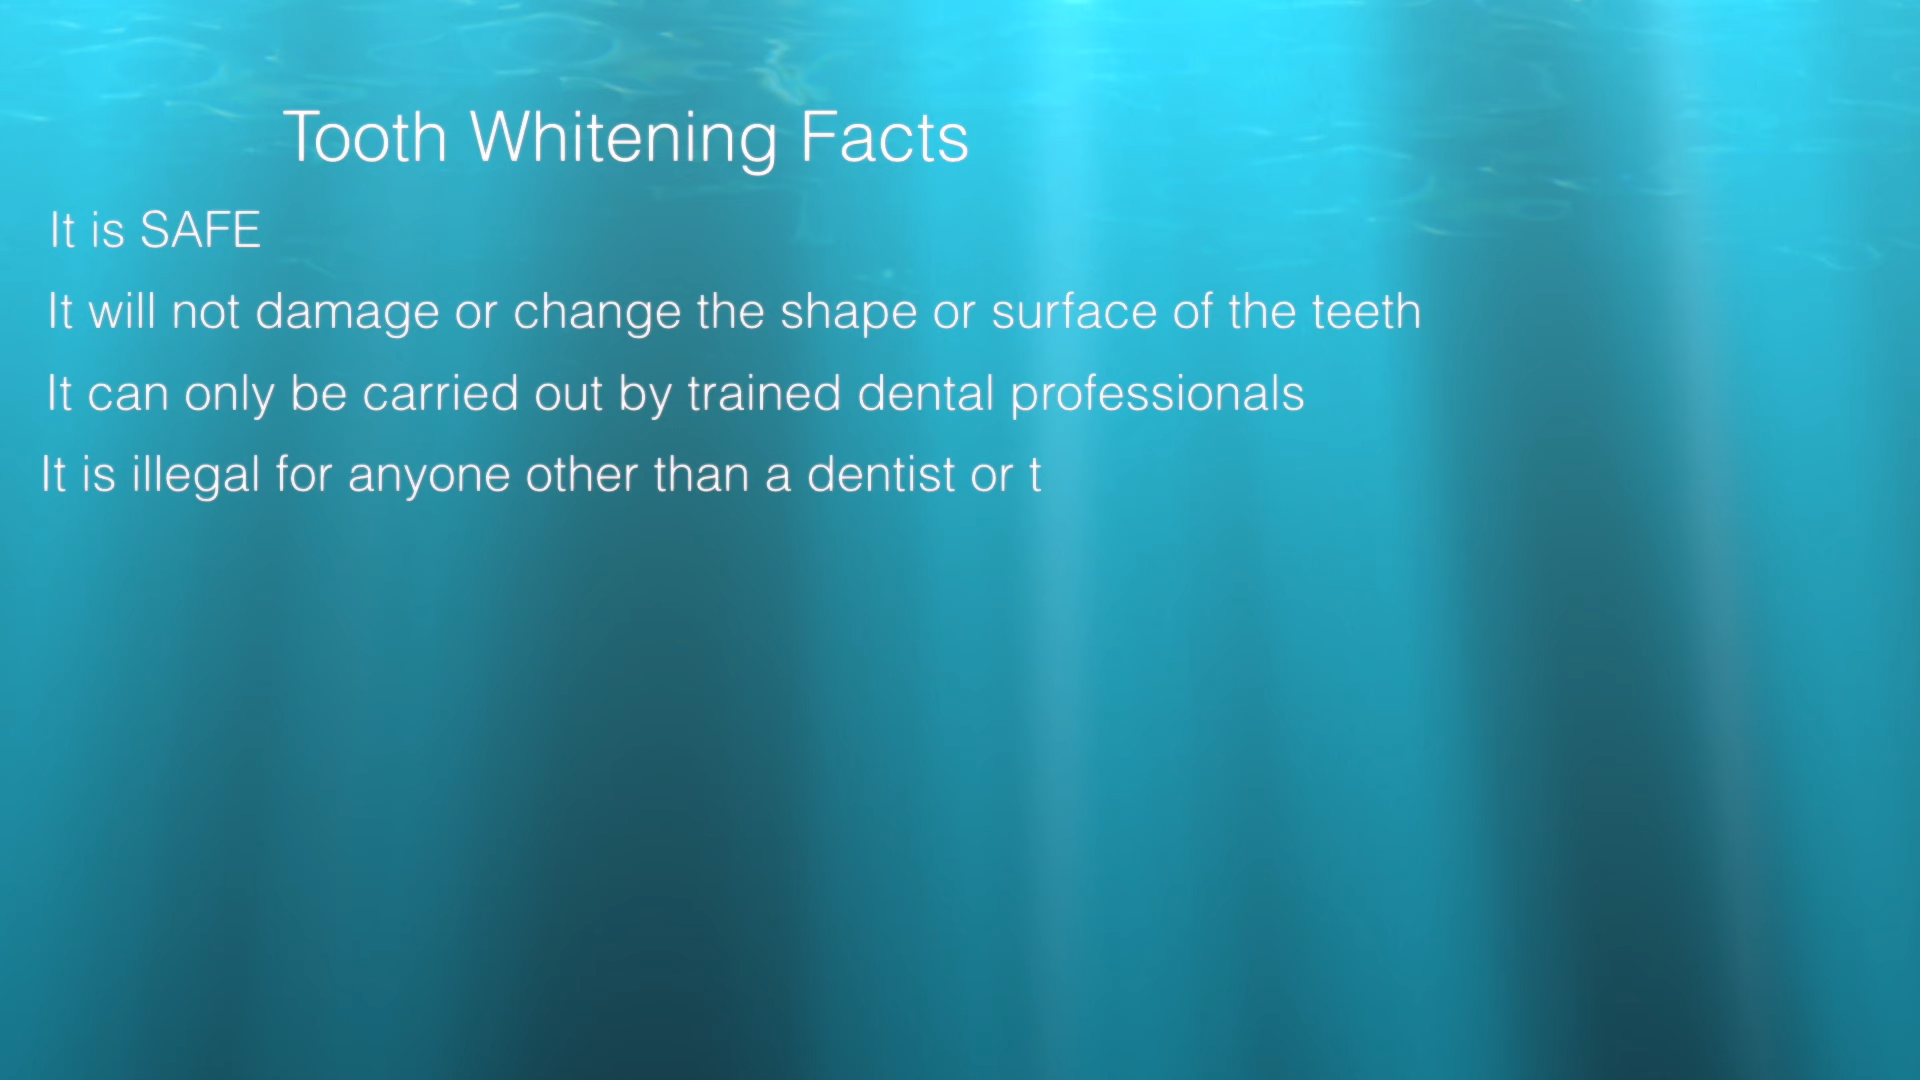 Tooth Whitening Facts
It is SAFE
It will not damage or change the shape or surface of the teeth
It can only be carried out by trained dental professionals
It is illegal for anyone other than a dentist or t